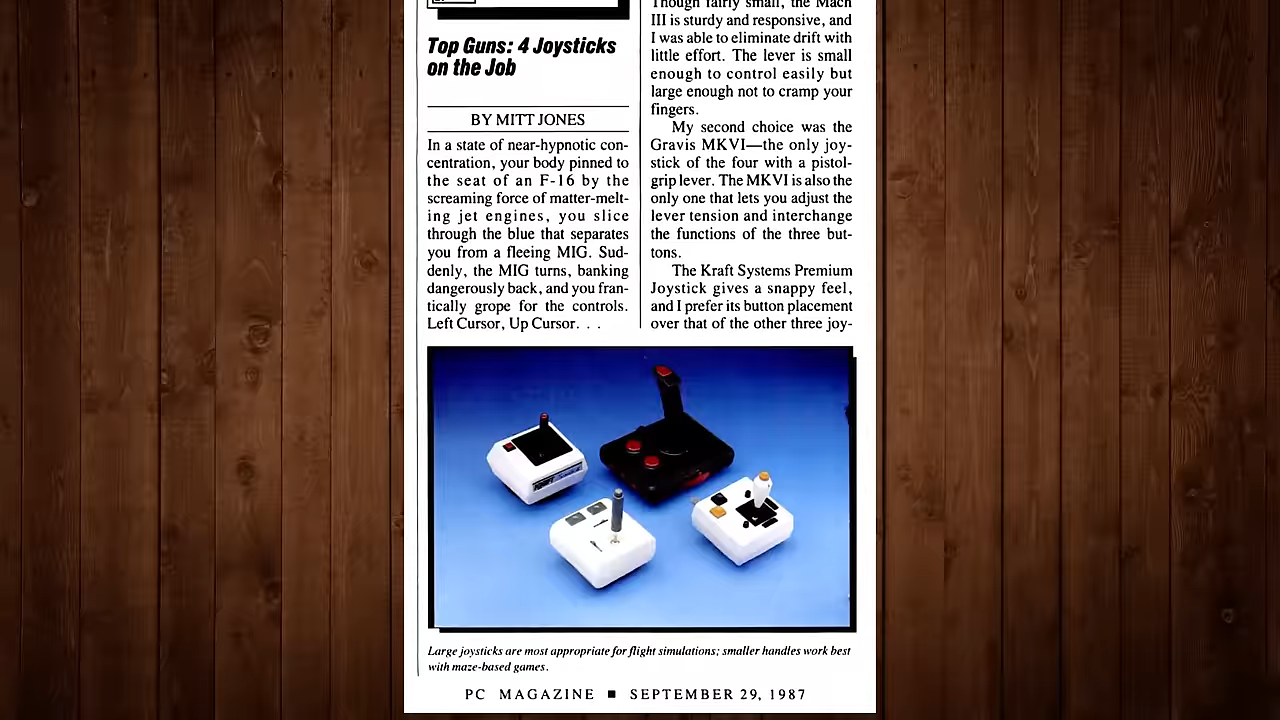 Top Guns: 4 Joysticks
on the Job
BY MITT JONES
In a state of near-hypnotic con-
centration, your body pinned to
the seat of an F-16 by the
screaming force of matter-melt-
ing jet engines, you slice
through the blue that separates
you from a fleeing MIG. Sud-
denly, the MIG turns, banking
dangerously back, and you fran-
tically grope for the controls.
Left Cursor, Up Cursor. . .
Though fairly small, the Mach
III is sturdy and responsive, and
I was able to eliminate drift with
little effort. The lever is small
enough to control easily but
large enough not to cramp your
fingers.
My second choice was the
Gravis MKVI—the only joy-
stick of the four with a pistol-
grip lever. The MKVI is also the
only one that lets you adjust the
lever tension and interchange
the functions of the three but-
tons.
The Kraft Systems Premium
Joystick gives a snappy feel,
and I prefer its button placement
over that of the other three joy-
Large joysticks are most appropriate for flight simulations; smaller handles work best
with maze-based games.
PC MAGAZINE ■ SEPTEMBER 29, 1987